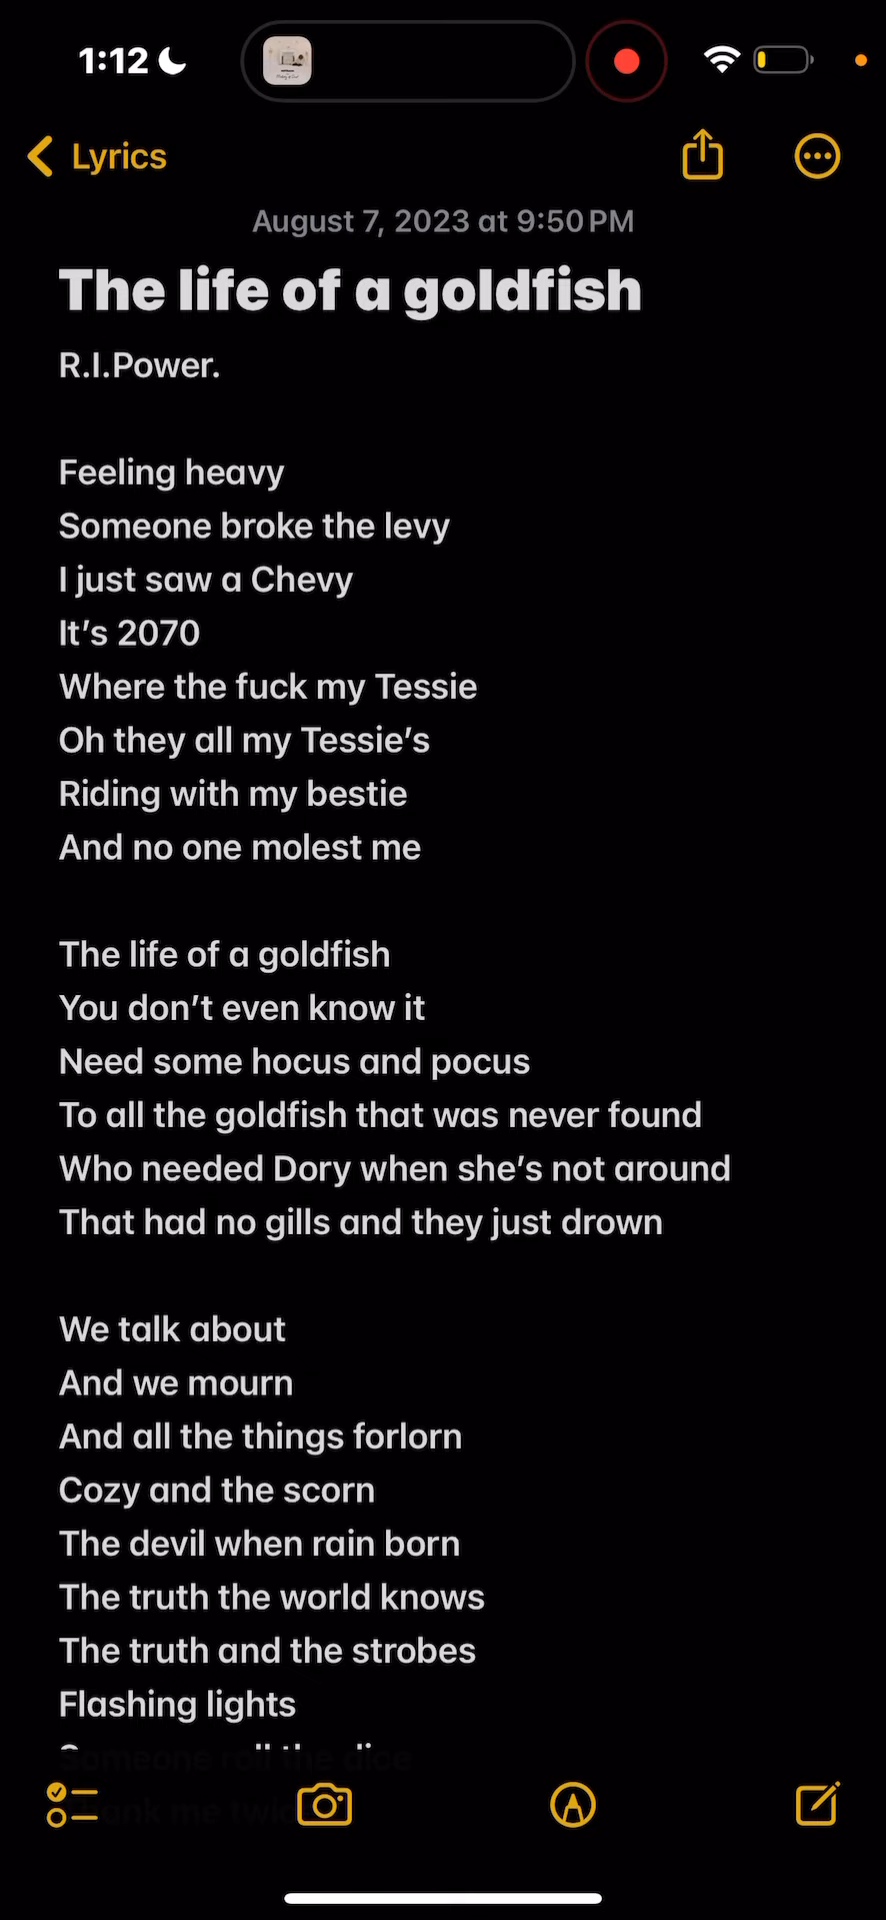 1:12
Lyrics
August 7, 2023 at 9:50 PM
The life of a goldfish
R.I.Power.
Feeling heavy
Someone broke the levy
I just saw a Chevy
It’s 2070
Where the fuck my Tessie
Oh they all my Tessie’s
Riding with my bestie
And no one molest me
The life of a goldfish
You don’t even know it
Need some hocus and pocus
To all the goldfish that was never found
Who needed Dory when she’s not around
That had no gills and they just drown
We talk about
And we mourn
And all the things forlorn
Cozy and the scorn
The devil when rain born
The truth the world knows
The truth and the strobes
Flashing lights
Someone roll the dice
me twice